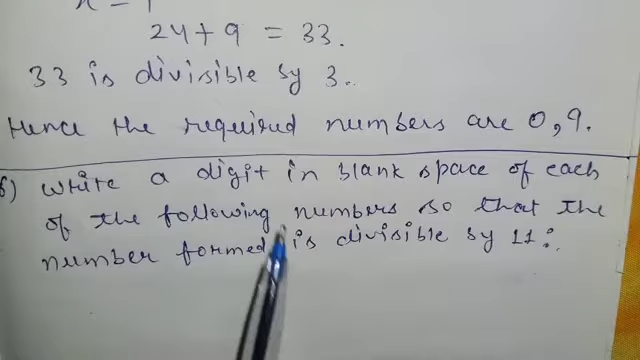 24 + 9 = 33.
33 is divisible by 3.
Hence the required numbers are 0, 9.
6) Write a digit in blank space of each
of the following numbers so that the
number formed is divisible by 11: